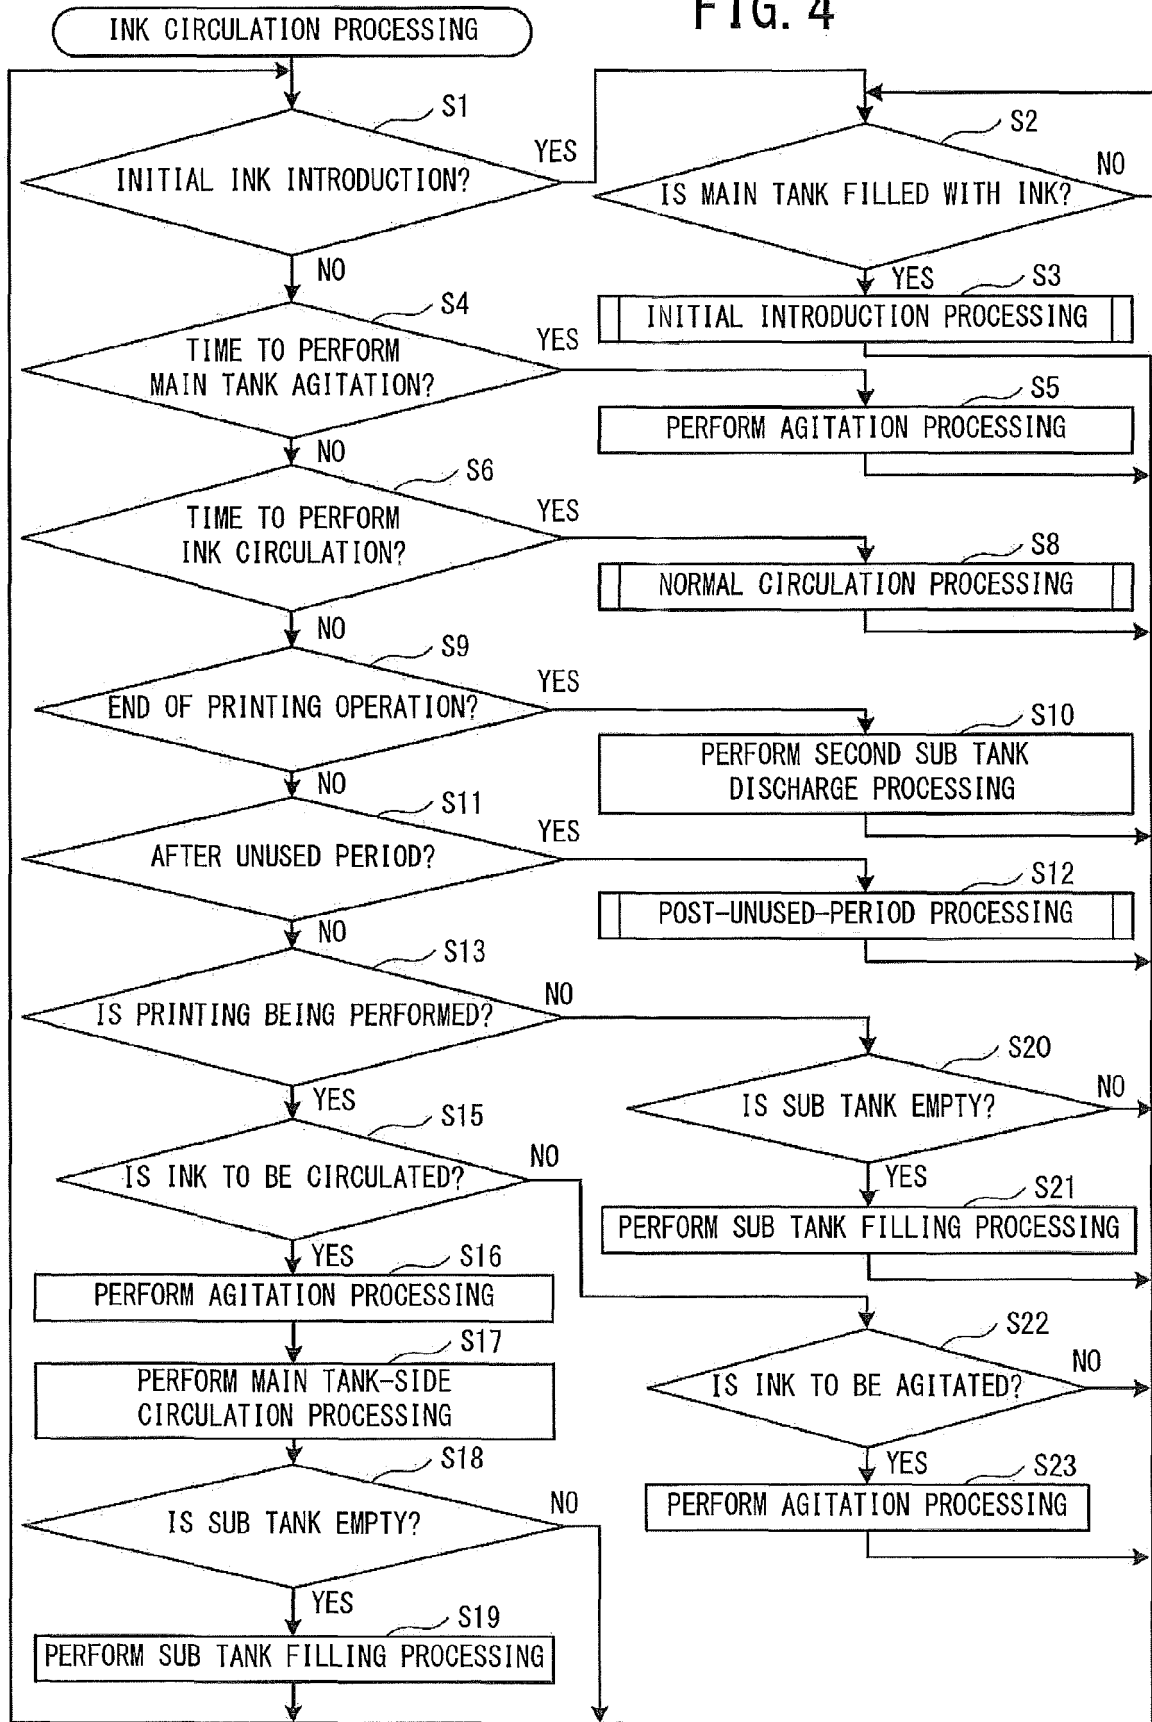 FIG. 4
INK CIRCULATION PROCESSING
S1
INITIAL INK INTRODUCTION?
YES
NO
S2
IS MAIN TANK FILLED WITH INK?
NO
YES
S3
INITIAL INTRODUCTION PROCESSING
S4
TIME TO PERFORM
MAIN TANK AGITATION?
YES
NO
S5
PERFORM AGITATION PROCESSING
S6
TIME TO PERFORM
INK CIRCULATION?
YES
NO
S8
NORMAL CIRCULATION PROCESSING
S9
END OF PRINTING OPERATION?
YES
NO
S10
PERFORM SECOND SUB TANK
DISCHARGE PROCESSING
S11
AFTER UNUSED PERIOD?
YES
NO
S12
POST-UNUSED-PERIOD PROCESSING
S13
IS PRINTING BEING PERFORMED?
NO
YES
S20
IS SUB TANK EMPTY?
NO
YES
S21
PERFORM SUB TANK FILLING PROCESSING
S15
IS INK TO BE CIRCULATED?
NO
YES
S16
PERFORM AGITATION PROCESSING
S17
PERFORM MAIN TANK-SIDE
CIRCULATION PROCESSING
S22
IS INK TO BE AGITATED?
NO
YES
S23
PERFORM AGITATION PROCESSING
S18
IS SUB TANK EMPTY?
NO
YES
S19
PERFORM SUB TANK FILLING PROCESSING